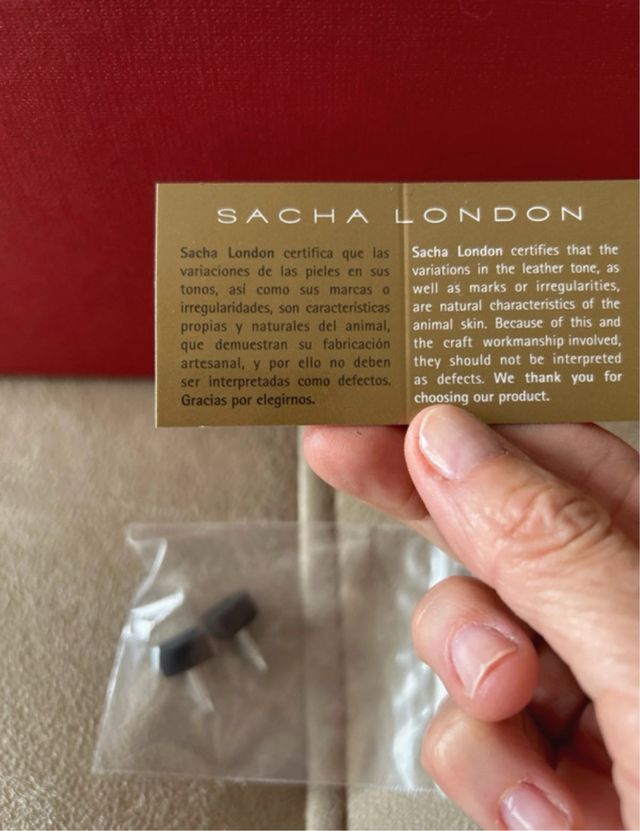 SACHA LONDON
Sacha London certifica que las
variaciones de las pieles en sus
tonos, así como sus marcas o
irregularidades, son características
propias y naturales del animal,
que demuestran su fabricación
artesanal, y por ello no deben
ser interpretadas como defectos.
Gracias por elegirnos.
Sacha London certifies that the
variations in the leather tone, as
well as marks or irregularities,
are natural characteristics of the
animal skin. Because of this and
the craft workmanship involved,
they should not be interpreted
as defects. We thank you for
choosing our product.